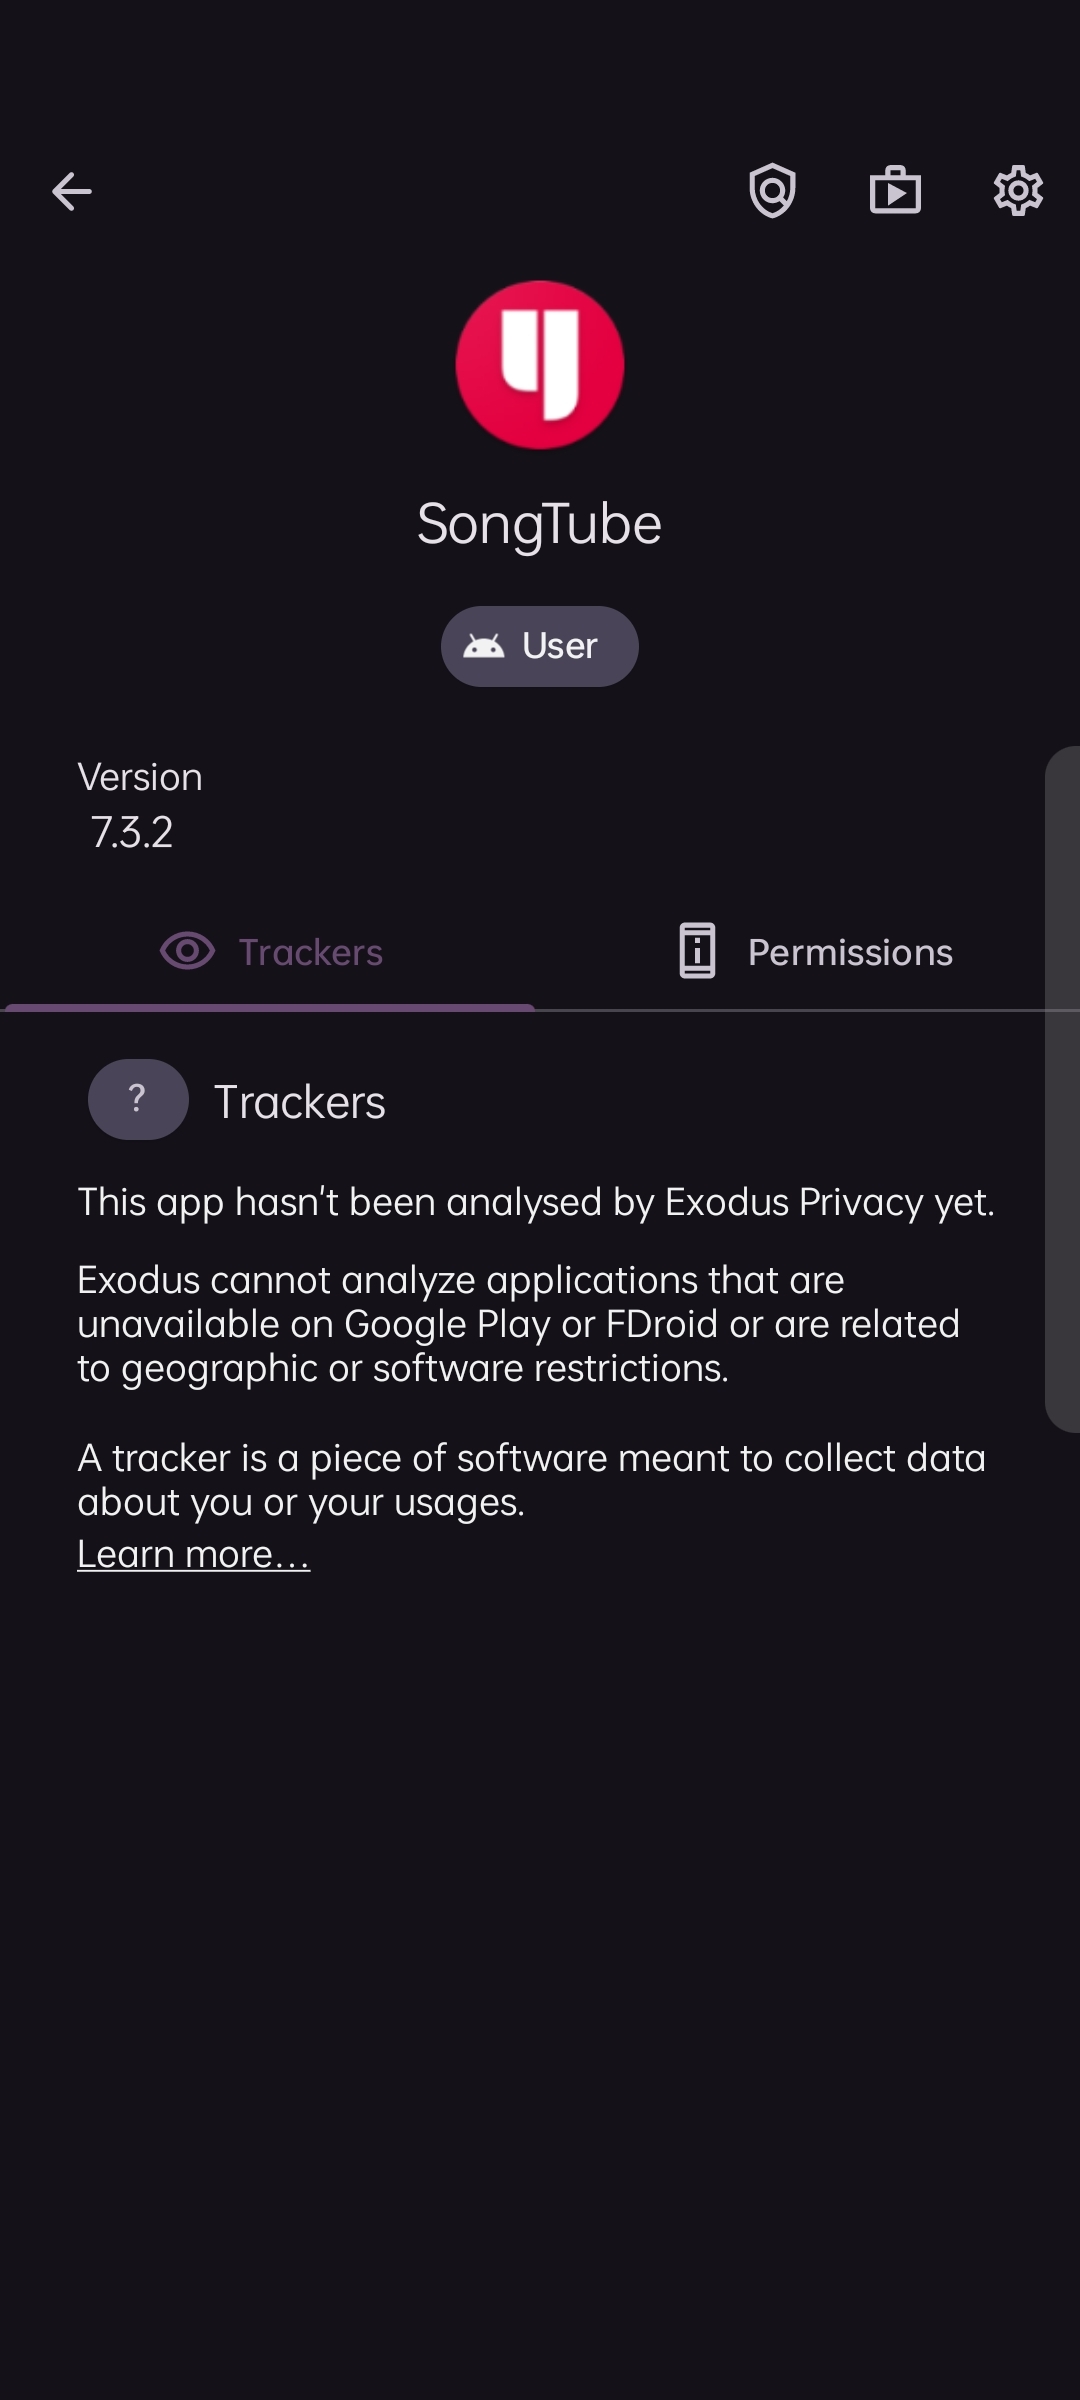 SongTube
User
Version
7.3.2
Trackers
Permissions
? Trackers
This app hasn't been analysed by Exodus Privacy yet.
Exodus cannot analyze applications that are
unavailable on Google Play or FDroid or are related
to geographic or software restrictions.
A tracker is a piece of software meant to collect data
about you or your usages.
Learn more...